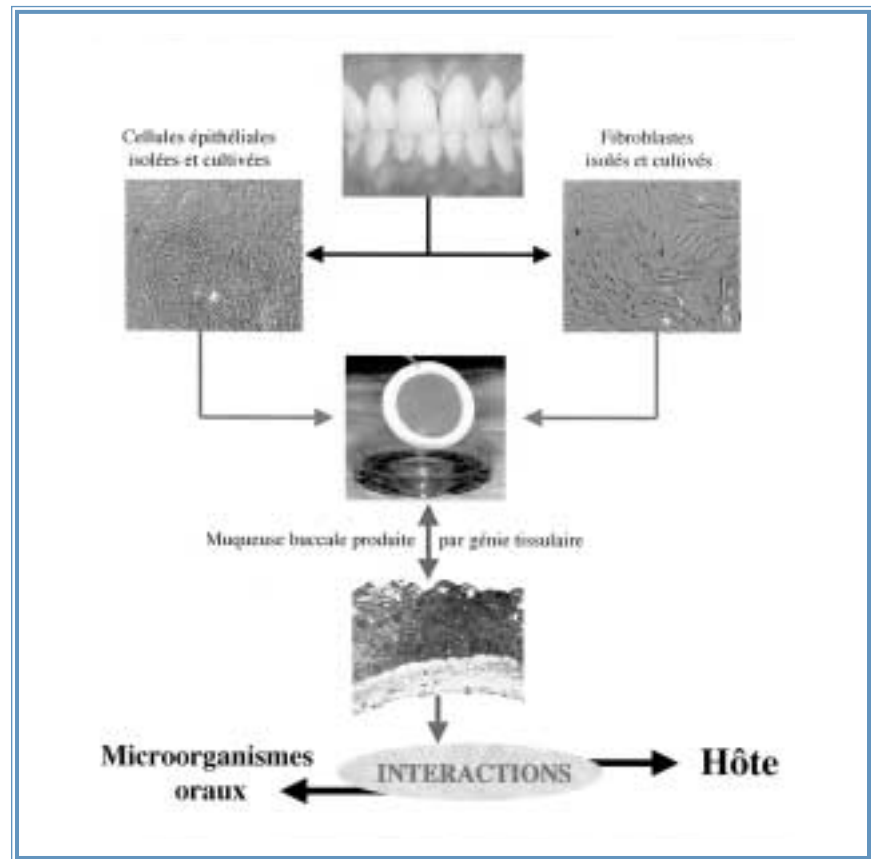 Cellules épithéliales
isolées et cultivées
Fibroblastes
isolés et cultivés
Muqueuse buccale produite par génie tissulaire
Microorganismes
oraux
INTERACTIONS
Hôte